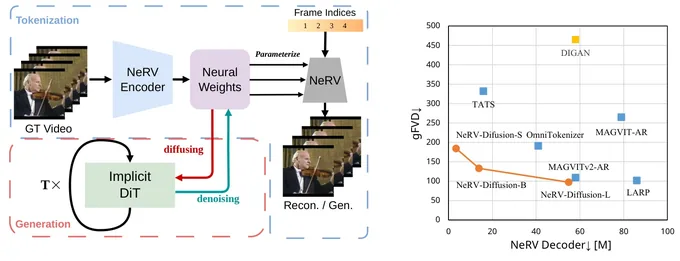 Tokenization
Frame Indices
1 2 3 4
GT Video
NeRV
Encoder
Neural
Weights
Parameterize
NeRV
Recon. / Gen.
diffusing
denoising
T×
Implicit
DiT
Generation
gFVD↓
500
450
400
350
300
250
200
150
100
50
0
DIGAN
TATS
MAGVIT-AR
NeRV-Difusion-S
OmniTokenizer
MAGVITv2-AR
NeRV-Diffusion-B
NeRV-Diffusion-L
LARP
0 20 40 60 80 100
NeRV Decoder↓ [M]